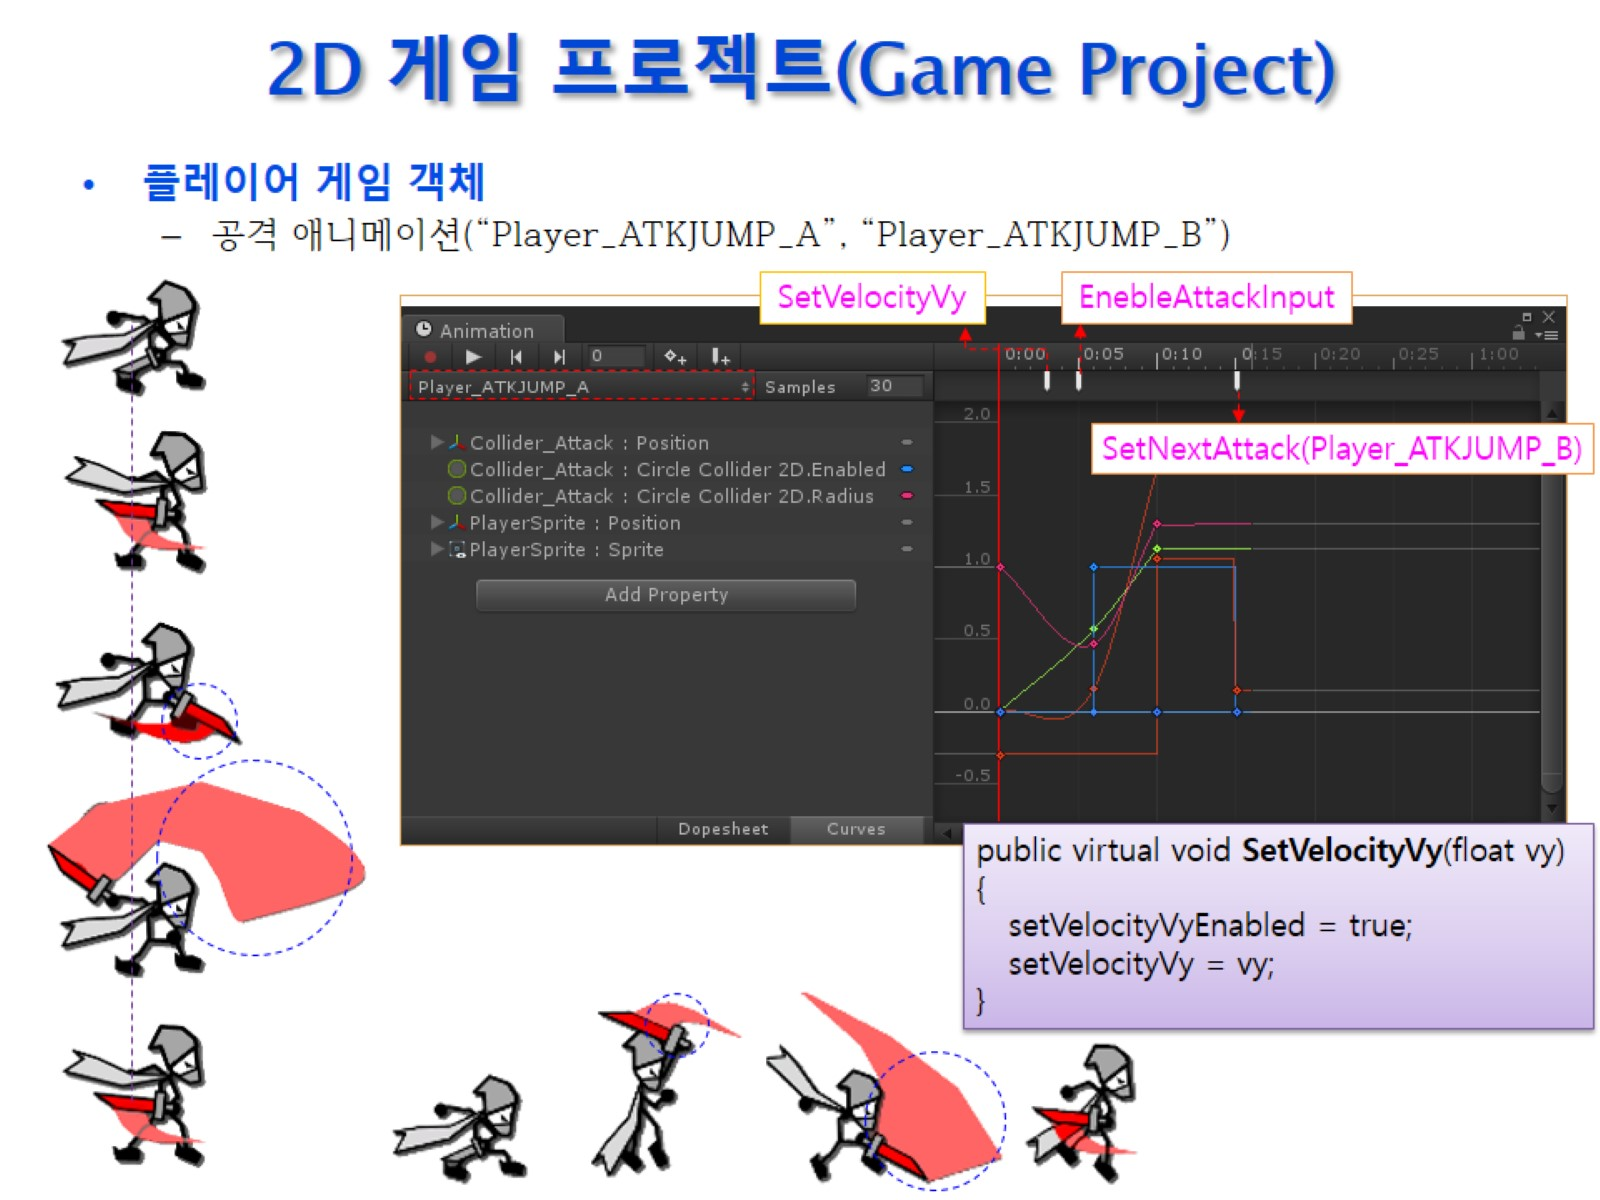 2D 게임 프로젝트(Game Project)
• 플레이어 게임 객체
– 공격 애니메이션(“Player_ATKJUMP_A”, “Player_ATKJUMP_B”)
SetVelocityVy
EnebleAttackInput
Animation
0
0:00 0:05 0:10 0:15 0:20 0:25 1:00
Player_ATKJUMP_A Samples 30
SetNextAttack(Player_ATKJUMP_B)
Collider_Attack : Position
Collider_Attack : Circle Collider 2D.Enabled
Collider_Attack : Circle Collider 2D.Radius
PlayerSprite : Position
PlayerSprite : Sprite
Add Property
2.0
1.5
1.0
0.5
0.0
-0.5
Dopesheet Curves
public virtual void SetVelocityVy(float vy)
{
setVelocityVyEnabled = true;
setVelocityVy = vy;
}